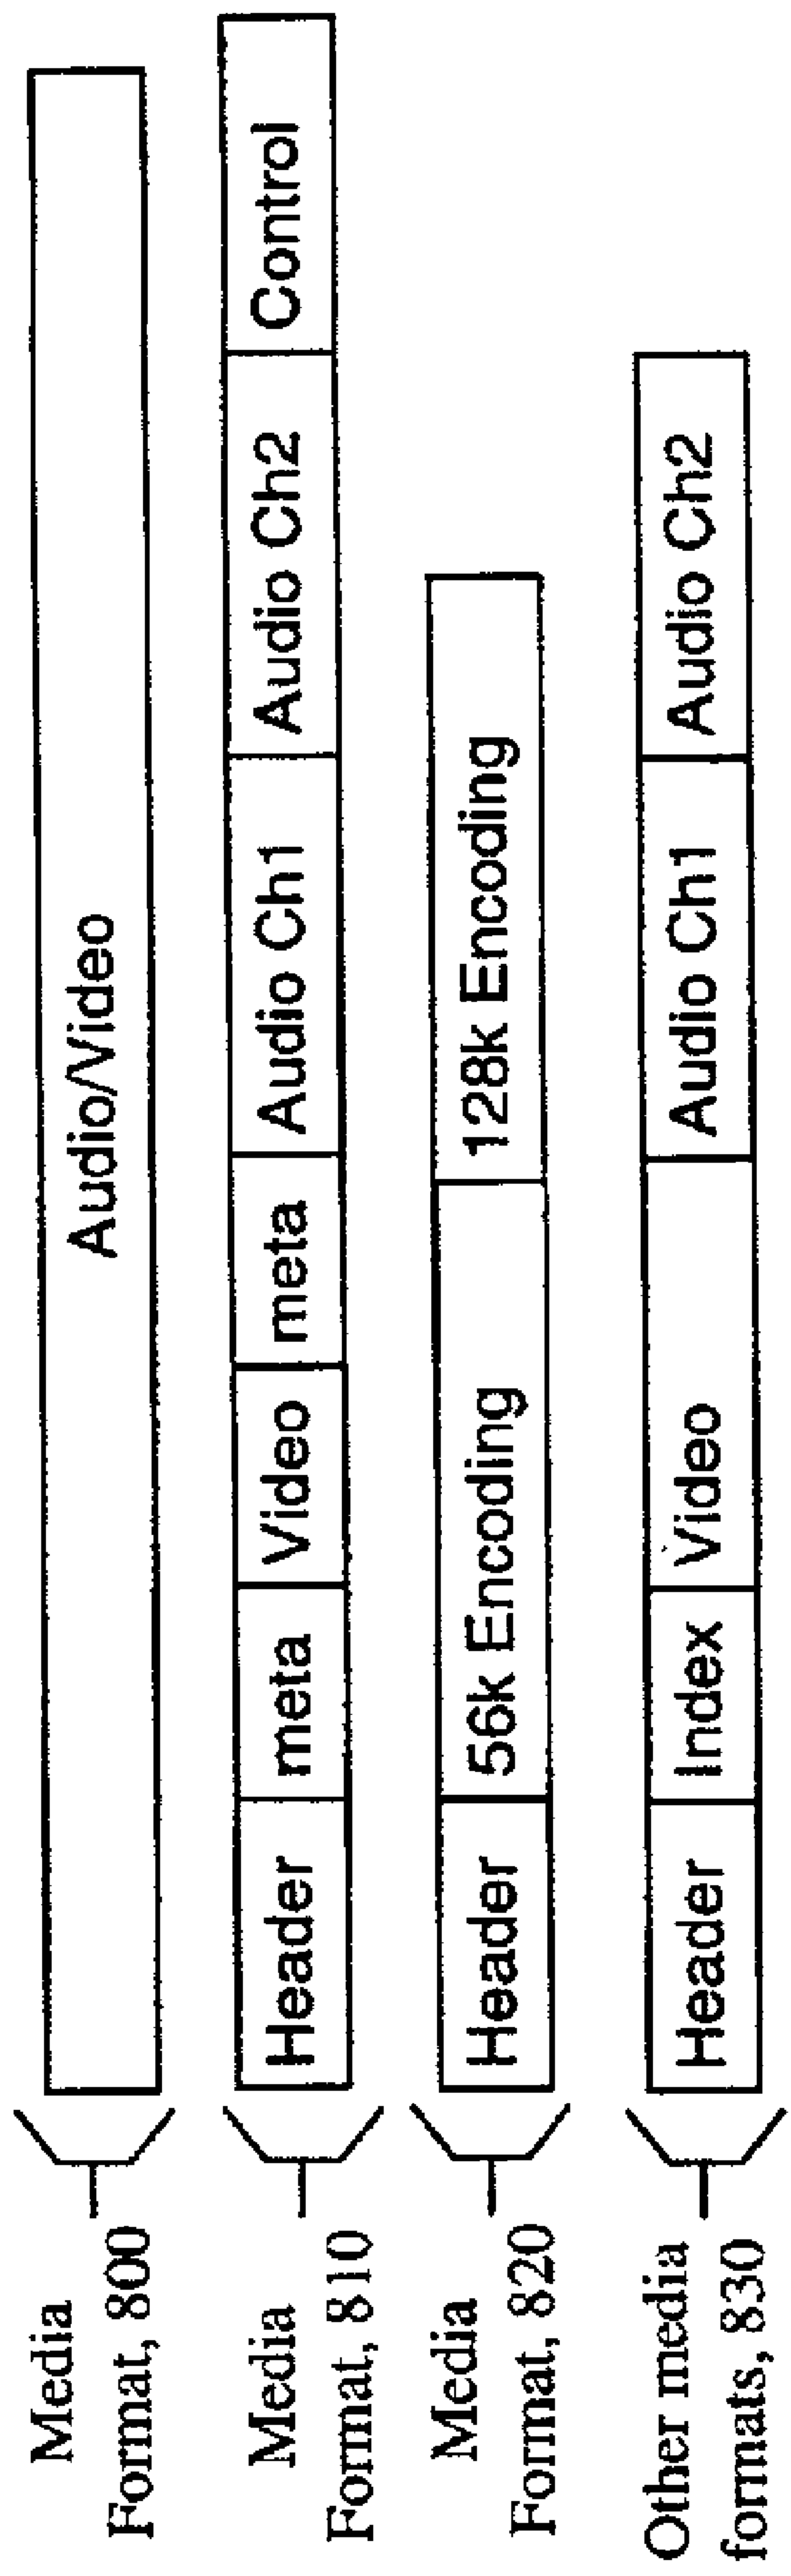 Media
Format, 800
Audio/Video
Media
Format, 810
Header
meta
Video
meta
Audio Ch1
Audio Ch2
Control
Media
Format, 820
Header
56k Encoding
128k Encoding
Other media
formats, 830
Header
Index
Video
Audio Ch1
Audio Ch2